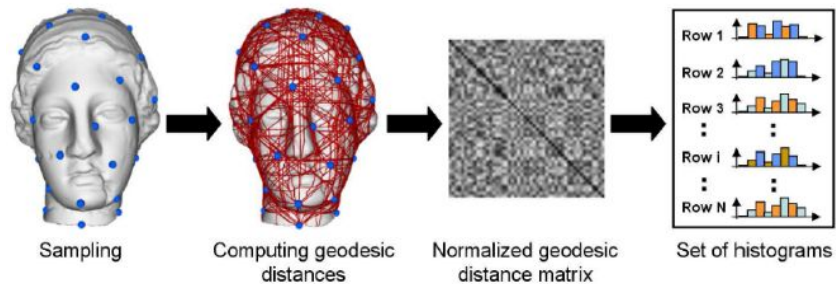 Row 1
Row 2
Row 3
Row i
Row N
Sampling
Computing geodesic
distances
Normalized geodesic
distance matrix
Set of histograms